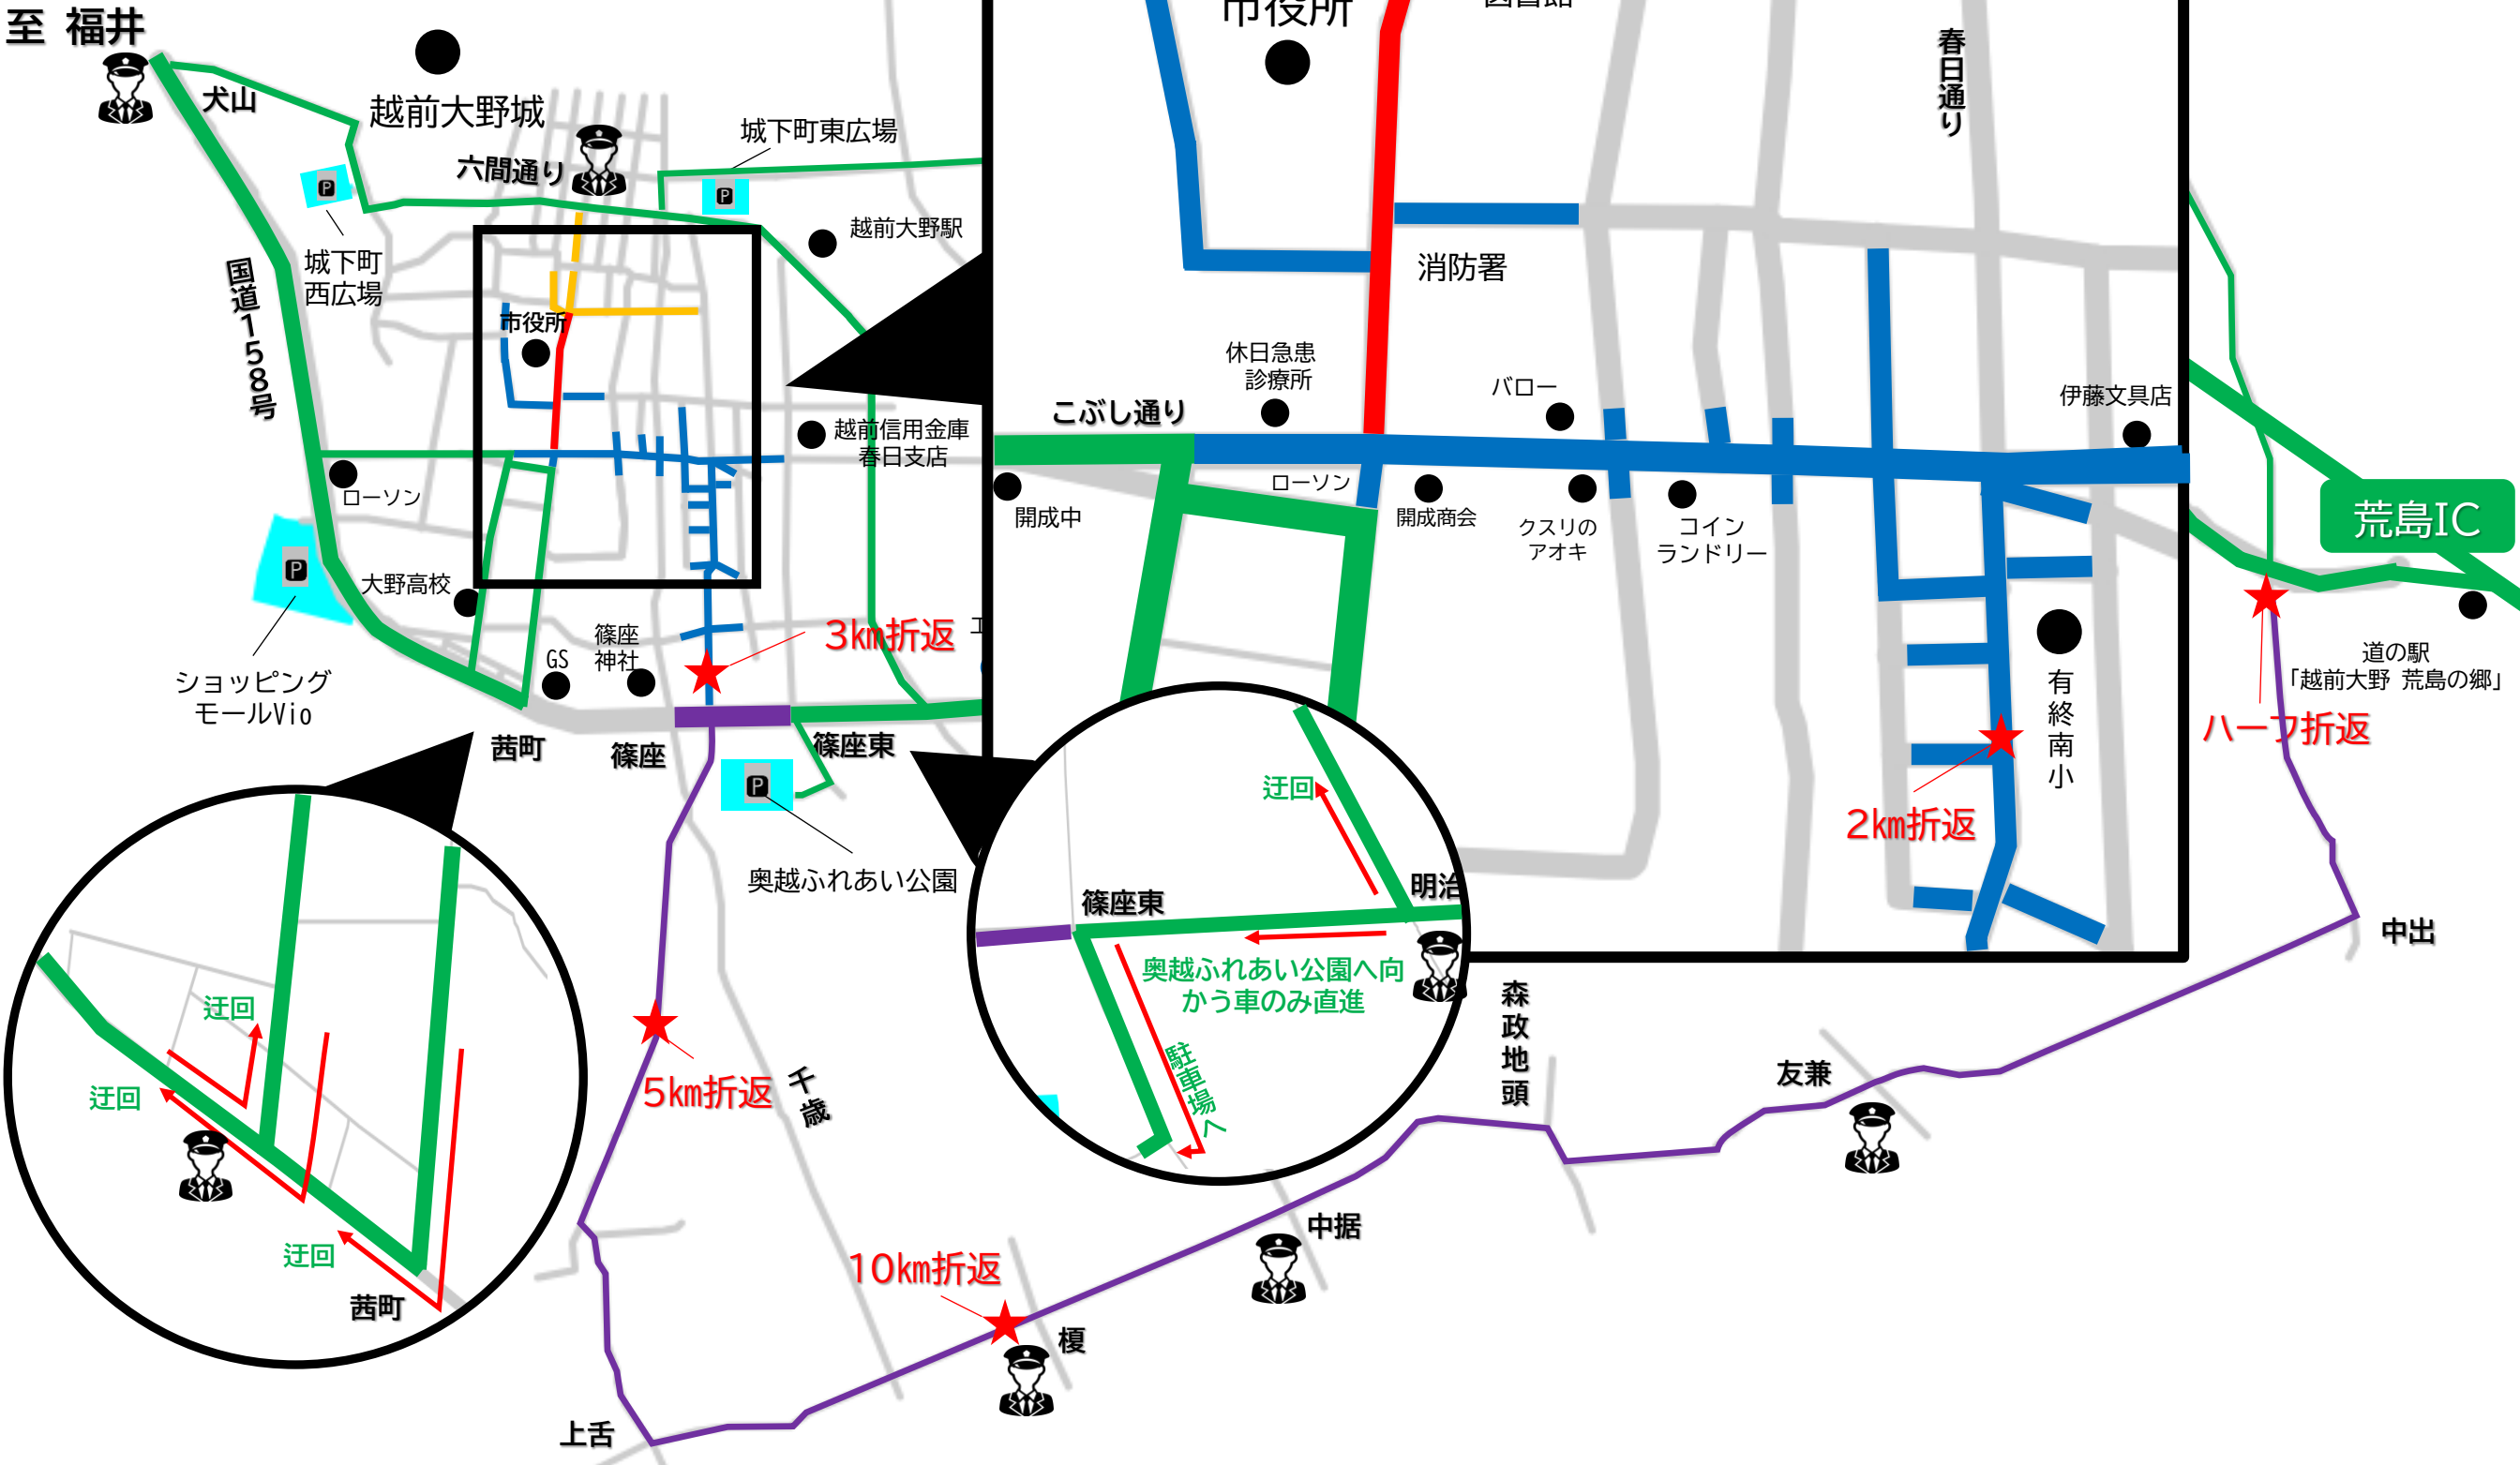 至 福井
犬山
越前大野城
六間通り
城下町東広場
P
P
城下町
西広場
越前大野駅
国道158号
市役所
ローソン
越前信用金庫
春日支店
大野高校
P
ショッピング
モールVio
GS
篠座
神社
3km折返
茜町
篠座
篠座東
P
奥越ふれあい公園
市役所
春日通り
消防署
休日急患
診療所
こぶし通り
バロー
伊藤文具店
開成中
ローソン
開成商会
クスリの
アオキ
コイン
ランドリー
有終南小
2km折返
荒島IC
道の駅
「越前大野 荒島の郷」
ハーフ折返
中出
迂回
篠座東
明治
奥越ふれあい公園へ向
かう車のみ直進
駐車場へ
迂回
迂回
迂回
茜町
5km折返
千歳
森政地頭
友兼
中据
10km折返
榎
上舌